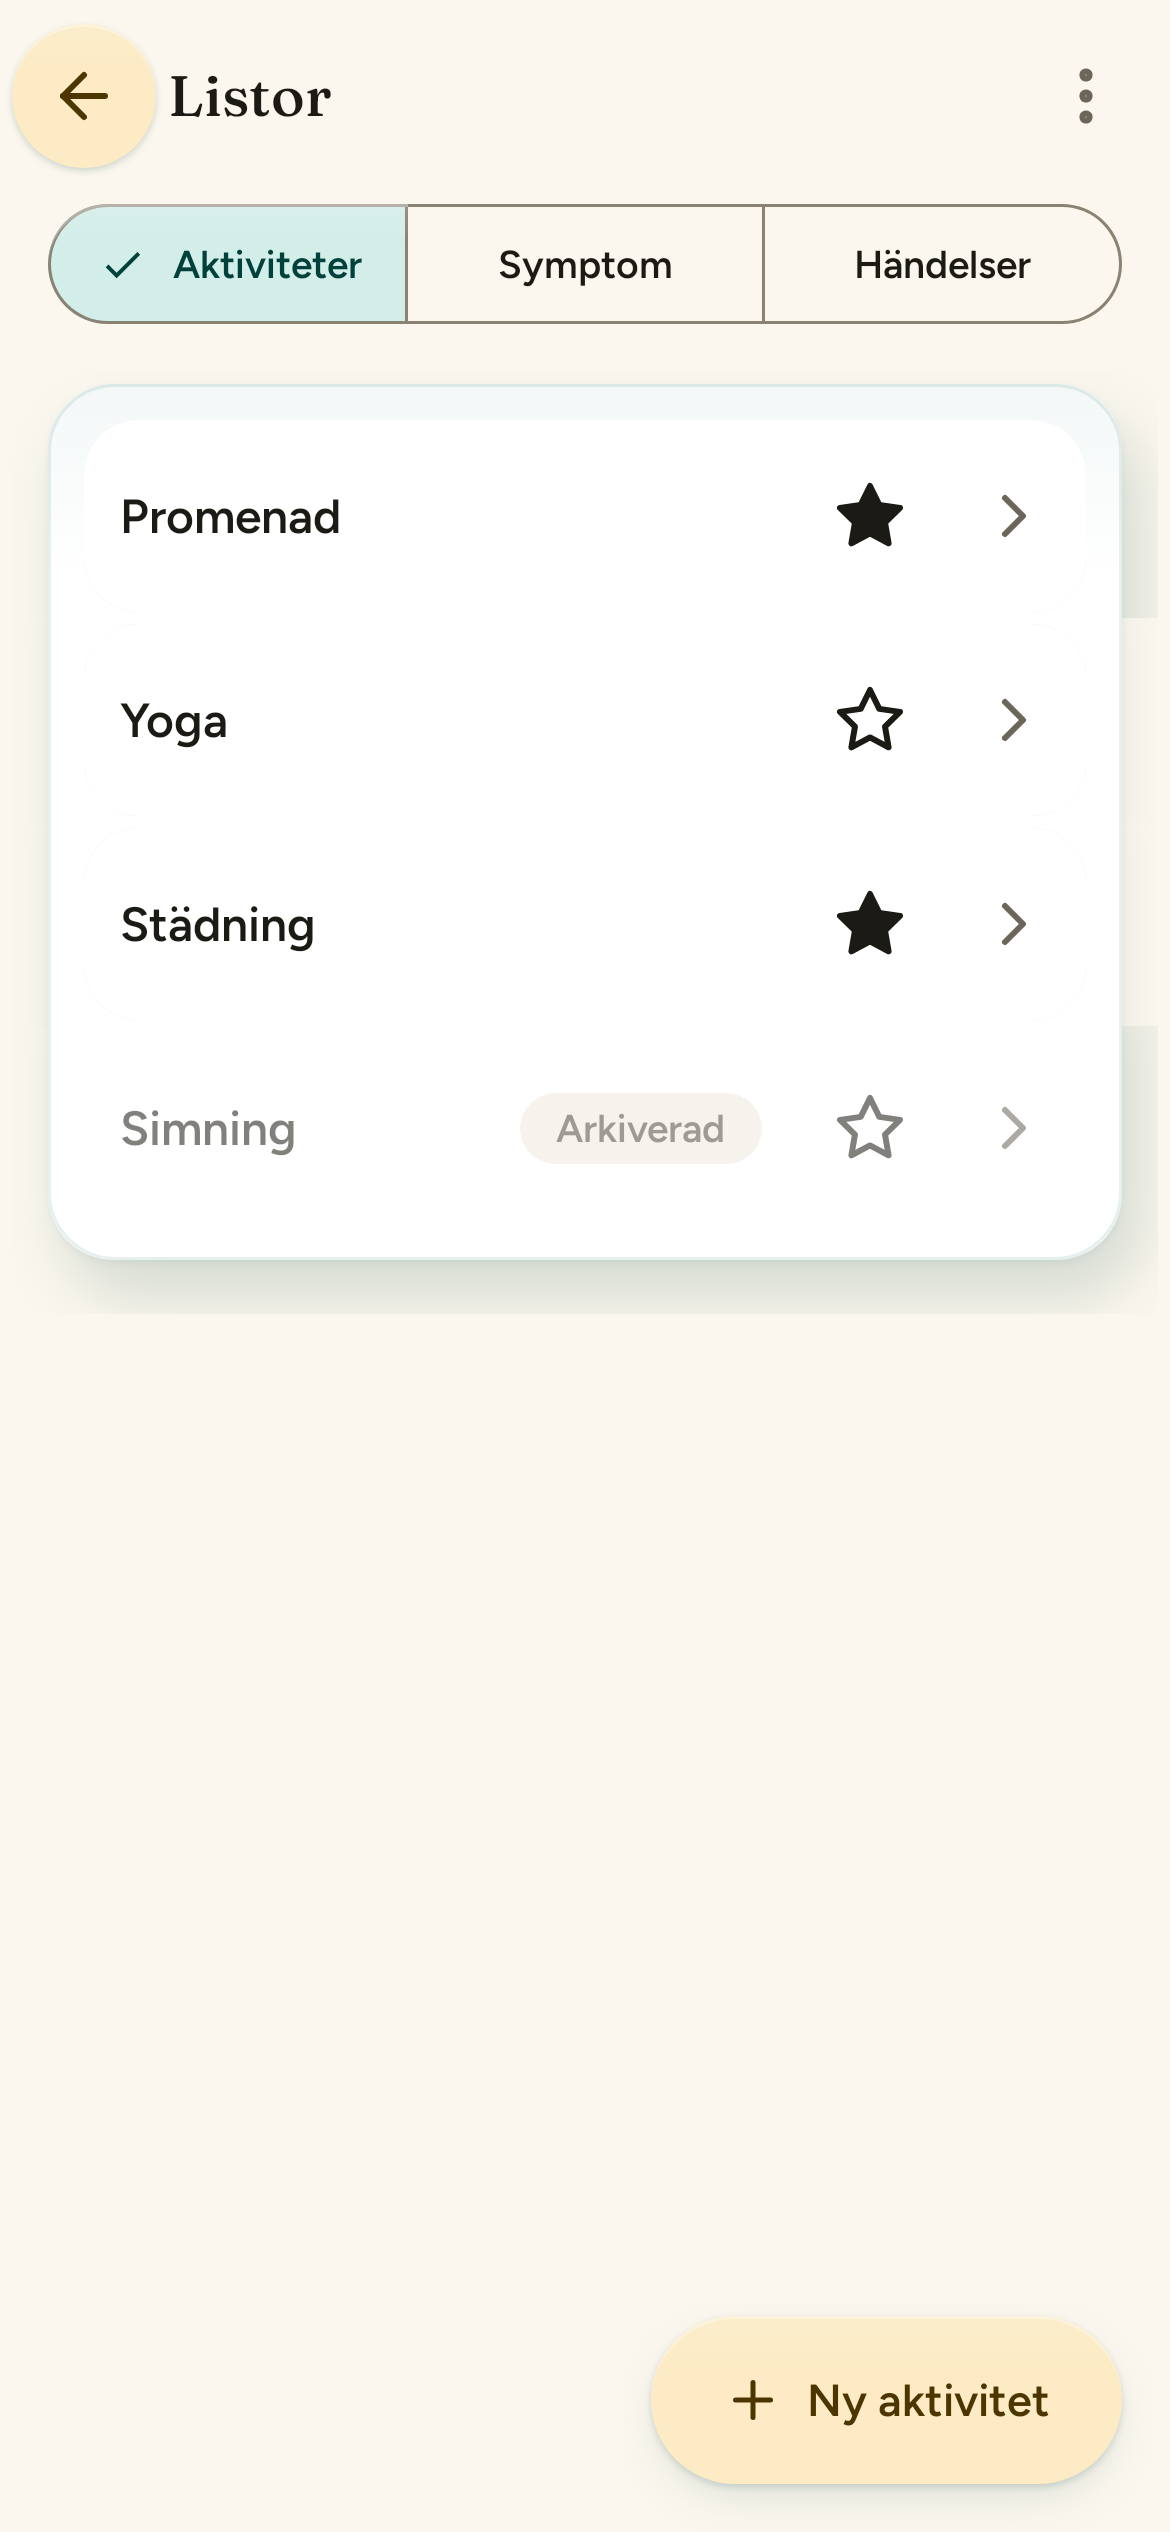 Listor
Aktiviteter
Symptom
Händelser
Promenad
Yoga
Städning
Simning
Arkiverad
Ny aktivitet